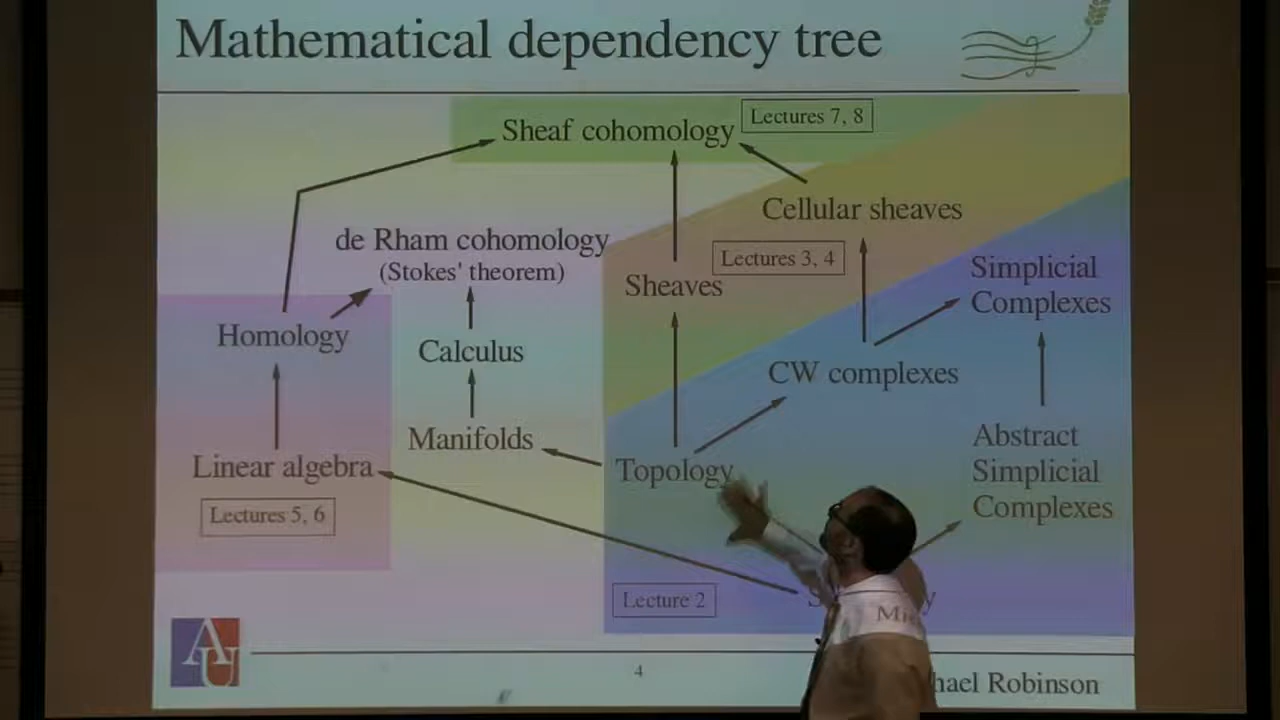 Mathematical dependency tree
Sheaf cohomology
Lectures 7, 8
Cellular sheaves
de Rham cohomology
(Stokes' theorem)
Lectures 3, 4
Sheaves
Simplicial
Complexes
Homology
Calculus
CW complexes
Manifolds
Linear algebra
Topology
Abstract
Simplicial
Complexes
Lectures 5, 6
Lecture 2
AU
4
hael Robinson